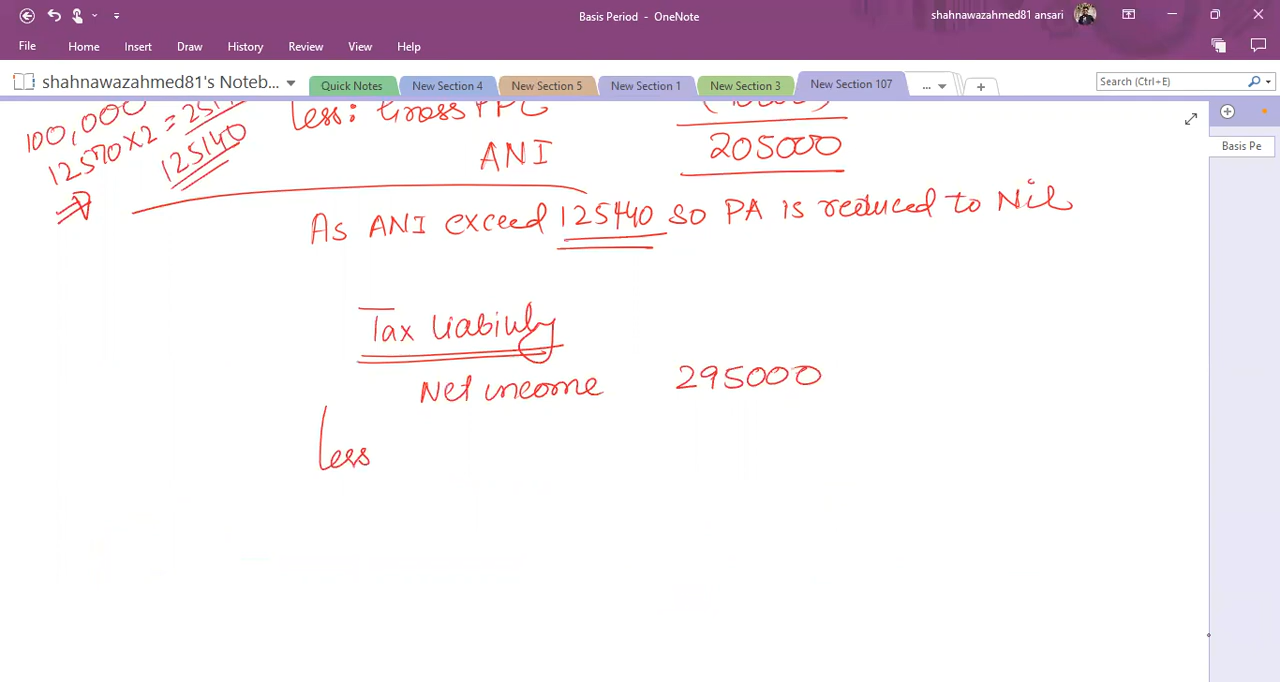 Basis Period - OneNote
shahnawazahmed81 ansari
File Home Insert Draw History Review View Help
shahnawazahmed81's Noteb... Quick Notes New Section 4 New Section 5 New Section 1 New Section 3 New Section 107 ... Search (Ctrl+E)
Basis Pe
100,000
12570x2 =
125140
Less: Gross PPC
ANI 205000
As ANI exceed 125440 so PA is reduced to Nil
Tax Liability
Net income 295000
Less